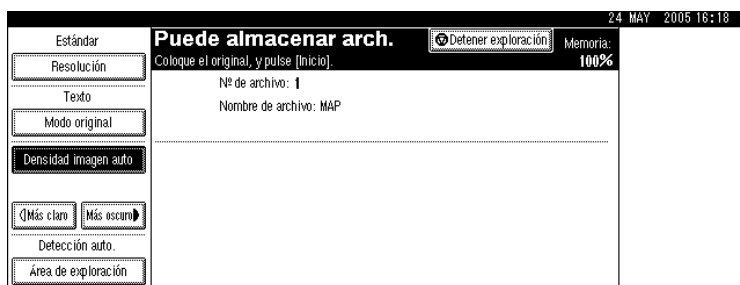 24 MAY 2005 16:18
Estándar
Resolución
Texto
Modo original
Densidad imagen auto
Más claro Más oscuro
Detección auto.
Área de exploración
Puede almacenar arch.
Detener exploración
Memoria:
100%
Coloque el original, y pulse [Inicio].
Nº de archivo: 1
Nombre de archivo: MAP